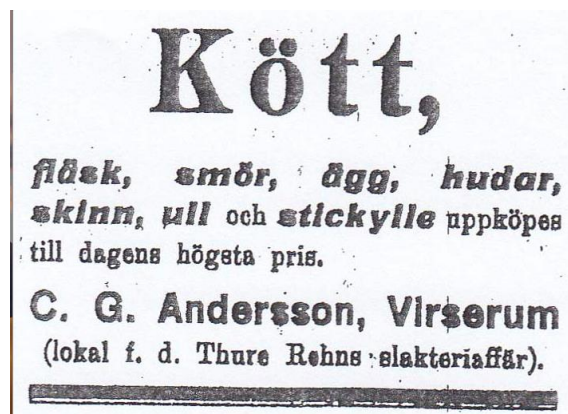 Kött,
fläsk, smör, ägg, hudar,
skinn, ull och stickylle uppköpes
till dagens högsta pris.
C. G. Andersson, Virserum
(lokal f. d. Thure Rehns slakteriaffär).